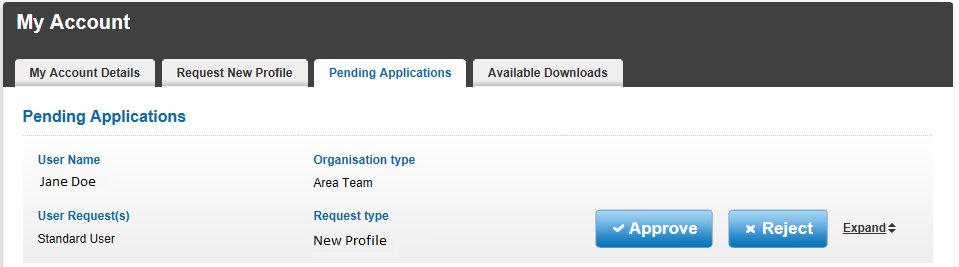 My Account
My Account Details Request New Profile Pending Applications Available Downloads
Pending Applications
User Name Organisation type
Jane Doe Area Team
User Request(s) Request type
Standard User New Profile Approve Reject Expand